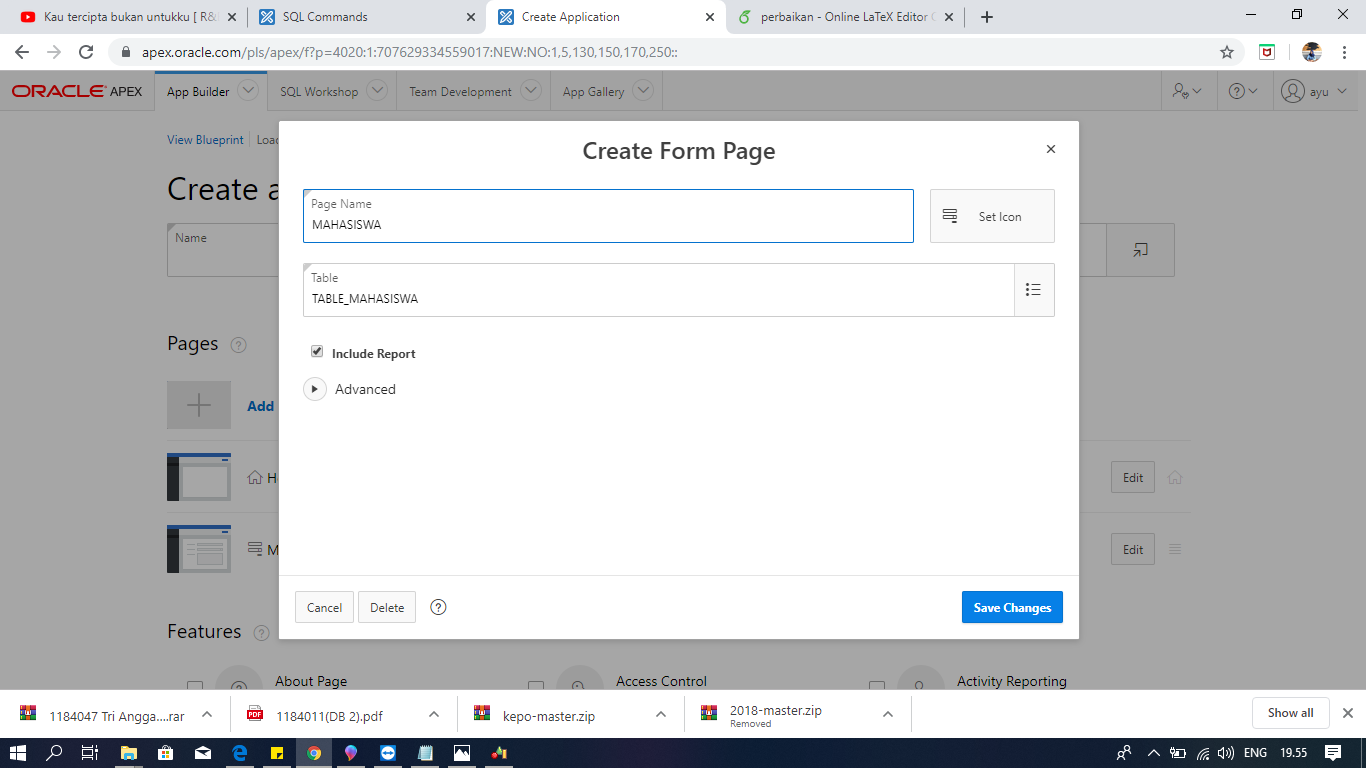 Kau tercipta bukan untukku [ R&
SQL Commands
Create Application
perbaikan - Online LaTeX Editor
apex.oracle.com/pls/apex/f?p=4020:1:707629334559017:NEW:NO:1,5,130,150,170,250::
ORACLE APEX
App Builder
SQL Workshop
Team Development
App Gallery
ayu
View Blueprint
Create Form Page
Page Name
MAHASISWA
Set Icon
Name
Table
TABLE_MAHASISWA
Pages
Include Report
Advanced
Add
Edit
Edit
Cancel
Delete
Save Changes
Features
About Page
Access Control
Activity Reporting
1184047 Tri Angga....rar
1184011(DB 2).pdf
kepo-master.zip
2018-master.zip
Removed
Show all
ENG
19.55